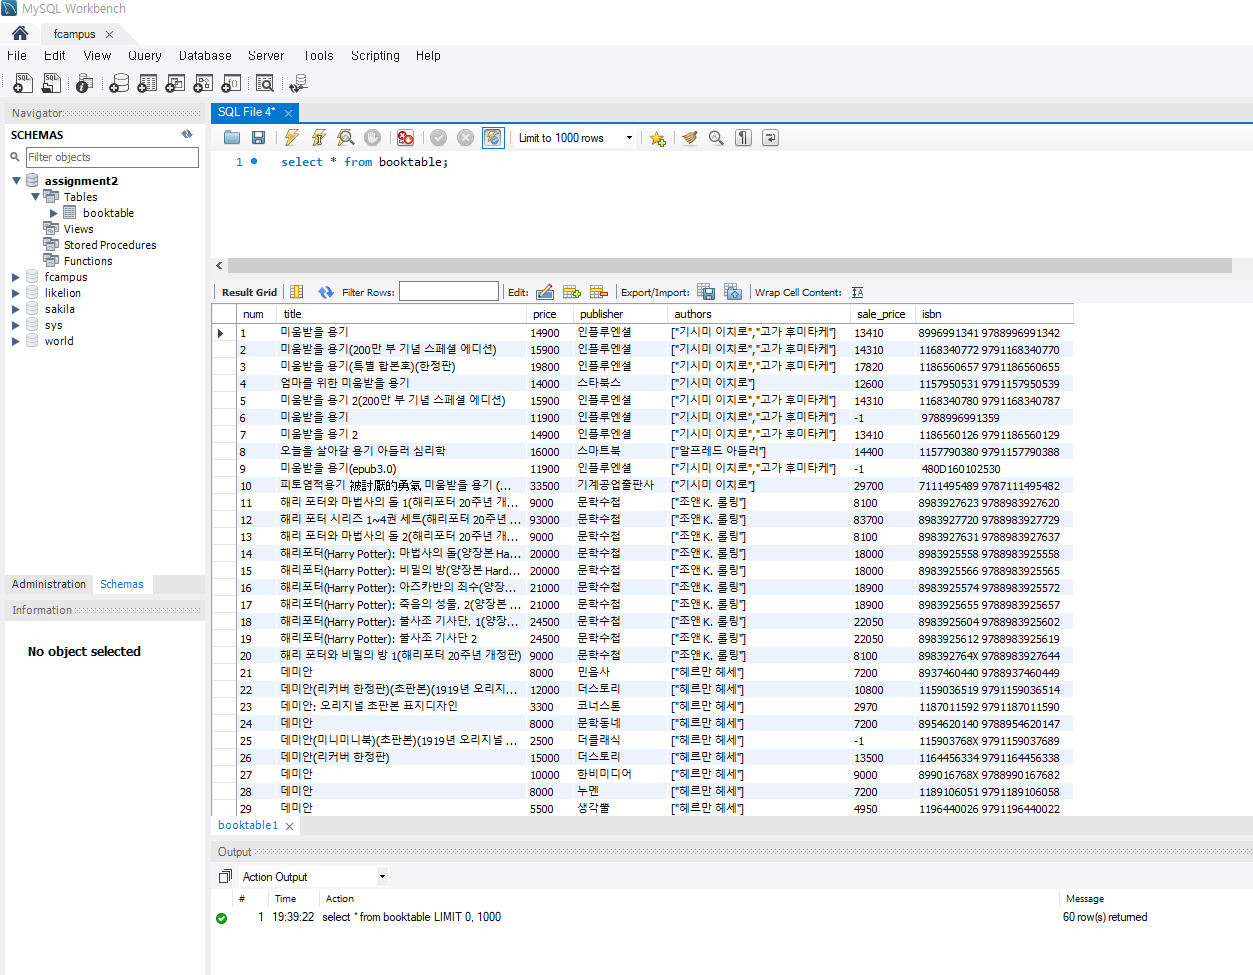 MySQL Workbench
fcampus
File Edit View Query Database Server Tools Scripting Help
Navigator
SCHEMAS
Filter objects
assignment2
Tables
booktable
Views
Stored Procedures
Functions
fcampus
likelion
sakila
sys
world
Administration Schemas
Information
No object selected
SQL File 4*
Limit to 1000 rows
1 select * from booktable;
Result Grid Filter Rows: Edit: Export/Import: Wrap Cell Content:
num title price publisher authors sale_price isbn
1 미움받을 용기 14900 인플루엔셜 ["기시미 이치로","고가 후미타케"] 13410 8996991341 9788996991342
2 미움받을 용기(200만 부 기념 스페셜 에디션) 15900 인플루엔셜 ["기시미 이치로","고가 후미타케"] 14310 1168340772 9791168340770
3 미움받을 용기(특별 합본호)(한정판) 19800 인플루엔셜 ["기시미 이치로","고가 후미타케"] 17820 1186560657 9791186560655
4 엄마를 위한 미움받을 용기 14000 스타북스 ["기시미 이치로"] 12600 1157950531 9791157950539
5 미움받을 용기 2(200만 부 기념 스페셜 에디션) 15900 인플루엔셜 ["기시미 이치로","고가 후미타케"] 14310 1168340780 9791168340787
6 미움받을 용기 11900 인플루엔셜 ["기시미 이치로","고가 후미타케"] -1 9788996991359
7 미움받을 용기 2 14900 인플루엔셜 ["기시미 이치로","고가 후미타케"] 13410 1186560126 9791186560129
8 오늘을 살아갈 용기 아들러 심리학 16000 스마트북 ["알프레드 아들러"] 14400 1157790380 9791157790388
9 미움받을 용기(epub3.0) 11900 인플루엔셜 ["기시미 이치로","고가 후미타케"] -1 480D160102530
10 피토염적용기 被討厭的勇氣 미움받을 용기 (... 33500 기계공업출판사 ["기시미 이치로"] 29700 7111495489 9787111495482
11 해리 포터와 마법사의 돌 1(해리포터 20주년 개... 9000 문학수첩 ["조앤 K. 롤링"] 8100 8983927623 9788983927620
12 해리 포터 시리즈 1~4권 세트(해리포터 20주년 ... 93000 문학수첩 ["조앤 K. 롤링"] 83700 8983927720 9788983927729
13 해리 포터와 마법사의 돌 2(해리포터 20주년 개... 9000 문학수첩 ["조앤 K. 롤링"] 8100 8983927631 9788983927637
14 해리포터(Harry Potter): 마법사의 돌(양장본 Ha... 20000 문학수첩 ["조앤 K. 롤링"] 18000 8983925558 9788983925558
15 해리포터(Harry Potter): 비밀의 방(양장본 Hard... 20000 문학수첩 ["조앤 K. 롤링"] 18000 8983925566 9788983925565
16 해리포터(Harry Potter): 아즈카반의 죄수(양장... 21000 문학수첩 ["조앤 K. 롤링"] 18900 8983925574 9788983925572
17 해리포터(Harry Potter): 죽음의 성물. 2(양장본 ... 21000 문학수첩 ["조앤 K. 롤링"] 18900 8983925655 9788983925657
18 해리포터(Harry Potter): 불사조 기사단. 1(양장... 24500 문학수첩 ["조앤 K. 롤링"] 22050 8983925604 9788983925602
19 해리포터(Harry Potter): 불사조 기사단 2 24500 문학수첩 ["조앤 K. 롤링"] 22050 8983925612 9788983925619
20 해리 포터와 비밀의 방 1(해리포터 20주년 개정판) 9000 문학수첩 ["조앤 K. 롤링"] 8100 898392764X 9788983927644
21 데미안 8000 민음사 ["헤르만 헤세"] 7200 8937460440 9788937460449
22 데미안(리커버 한정판)(초판본)(1919년 오리지... 12000 더스토리 ["헤르만 헤세"] 10800 1159036519 9791159036514
23 데미안: 오리지널 초판본 표지디자인 3300 코너스톤 ["헤르만 헤세"] 2970 1187011592 9791187011590
24 데미안 8000 문학동네 ["헤르만 헤세"] 7200 8954620140 9788954620147
25 데미안(미니미니북)(초판본)(1919년 오리지널 ... 2500 더클래식 ["헤르만 헤세"] -1 115903768X 9791159037689
26 데미안(리커버 한정판) 15000 더스토리 ["헤르만 헤세"] 13500 1164456334 9791164456338
27 데미안 10000 한비미디어 ["헤르만 헤세"] 9000 899016768X 9788990167682
28 데미안 8000 누멘 ["헤르만 헤세"] 7200 1189106051 9791189106058
29 데미안 5500 생각뿔 ["헤르만 헤세"] 4950 1196440026 9791196440022
booktable1
Output
Action Output
# Time Action Message
1 19:39:22 select * from booktable LIMIT 0, 1000 60 row(s) returned